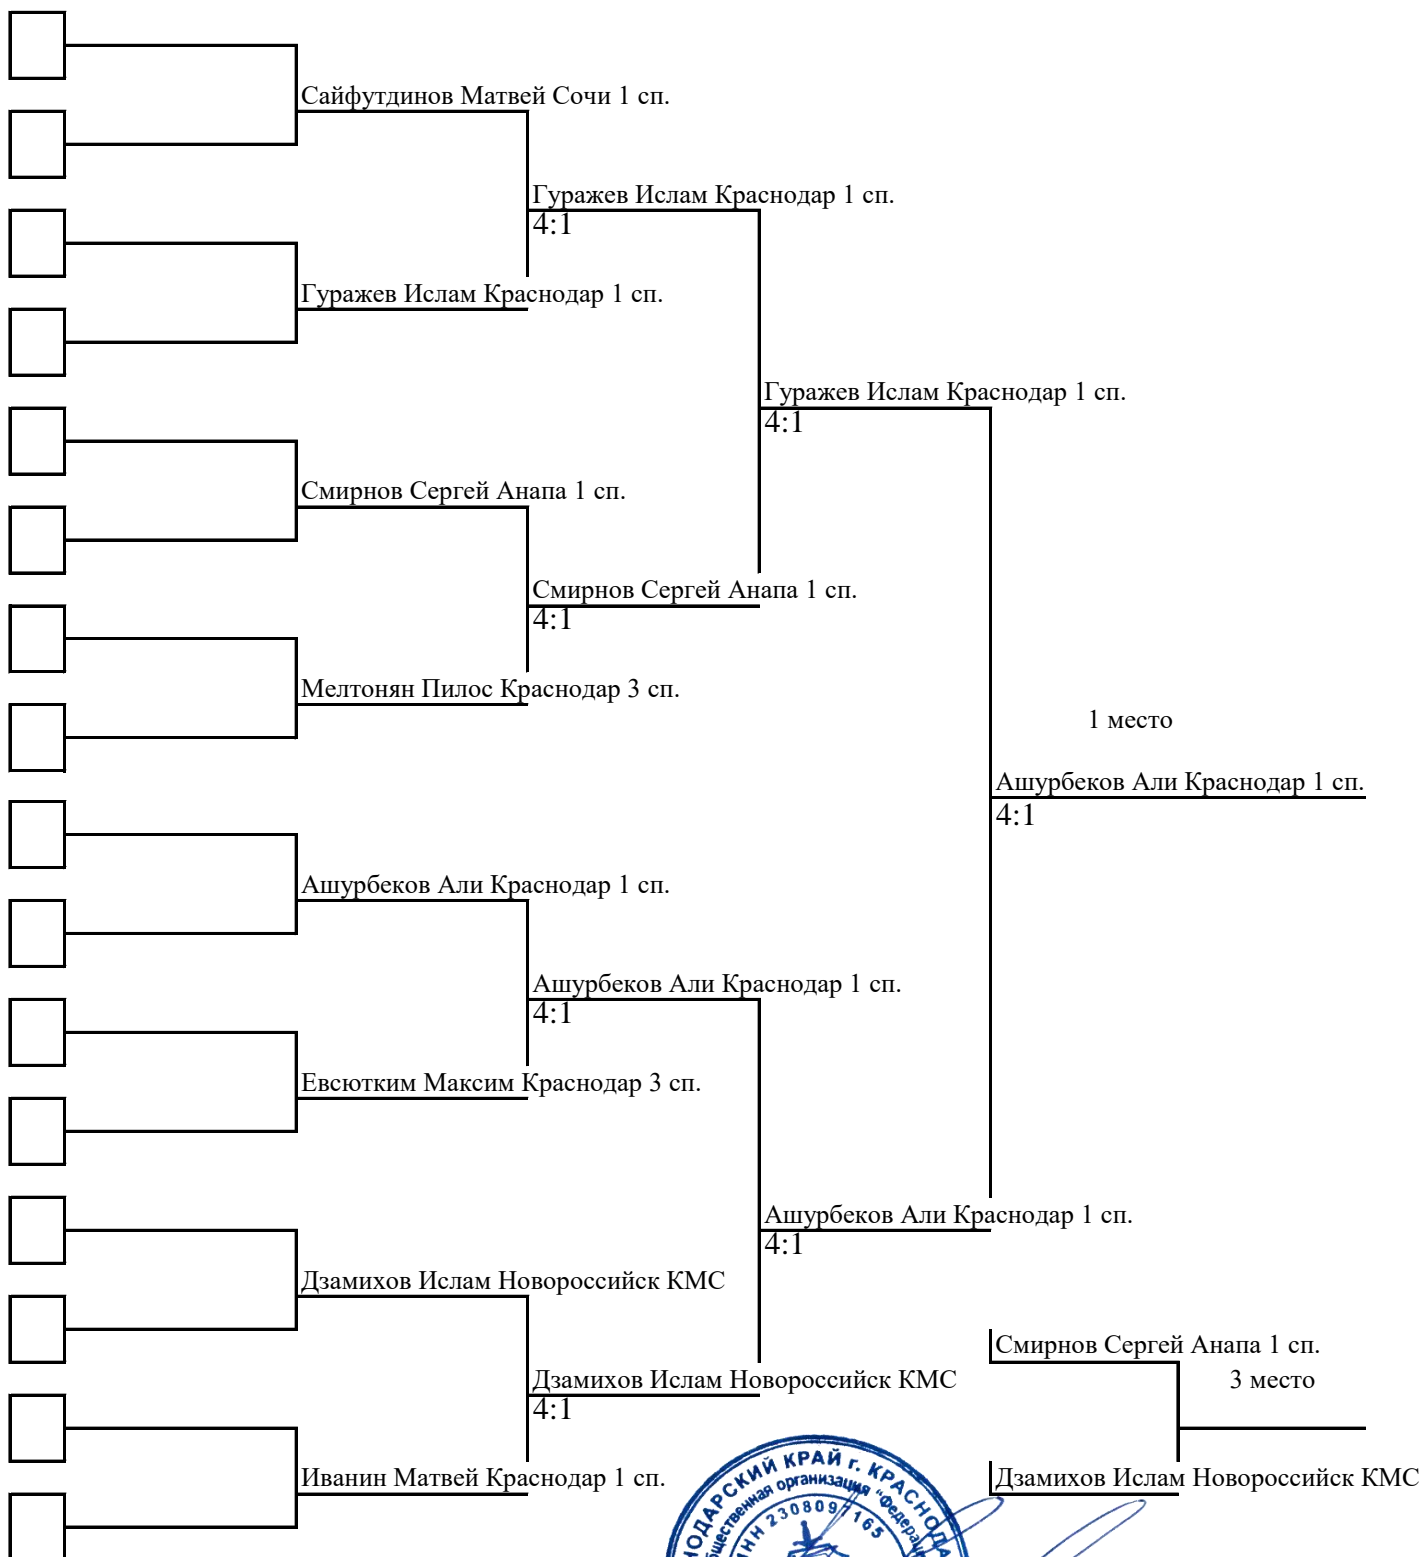 Сайфутдинов Матвей Сочи 1 сп.
Гуражев Ислам Краснодар 1 сп.
4:1
Гуражев Ислам Краснодар 1 сп.
Гуражев Ислам Краснодар 1 сп.
4:1
Смирнов Сергей Анапа 1 сп.
Смирнов Сергей Анапа 1 сп.
4:1
Мелтонян Пилос Краснодар 3 сп.
1 место
Ашурбеков Али Краснодар 1 сп.
4:1
Ашурбеков Али Краснодар 1 сп.
Ашурбеков Али Краснодар 1 сп.
4:1
Евсютким Максим Краснодар 3 сп.
Ашурбеков Али Краснодар 1 сп.
4:1
Дзамихов Ислам Новороссийск КМС
Смирнов Сергей Анапа 1 сп.
Дзамихов Ислам Новороссийск КМС
3 место
4:1
Иванин Матвей Краснодар 1 сп.
Дзамихов Ислам Новороссийск КМС
КРАЙ г.
организация
ИНН